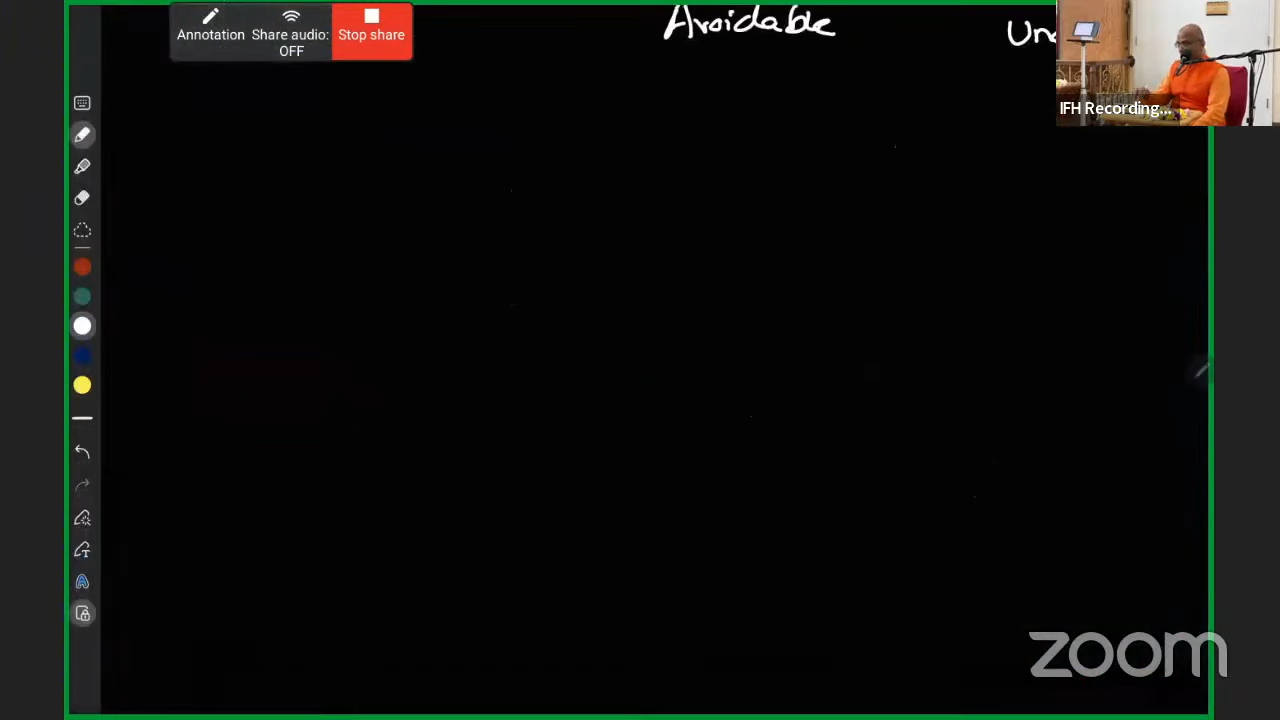 Avoidable
Annotation
Share audio: OFF
Stop share
IFH Recording...
zoom